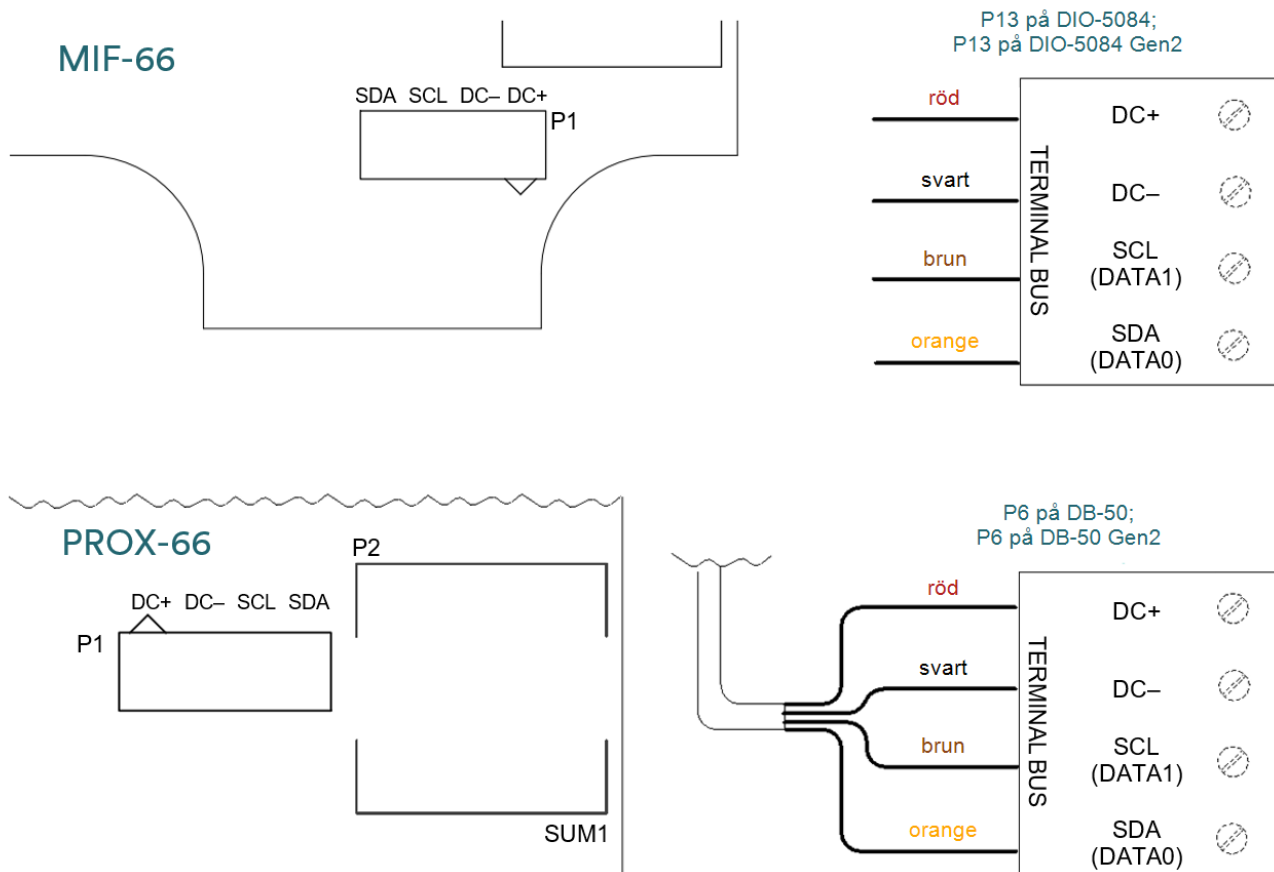 MIF-66
SDA SCL DC– DC+
P1
P13 på DIO-5084;
P13 på DIO-5084 Gen2
röd
svart
brun
orange
TERMINAL BUS
DC+
DC–
SCL
(DATA1)
SDA
(DATA0)
PROX-66
DC+ DC– SCL SDA
P1
P2
SUM1
P6 på DB-50;
P6 på DB-50 Gen2
röd
svart
brun
orange
TERMINAL BUS
DC+
DC–
SCL
(DATA1)
SDA
(DATA0)